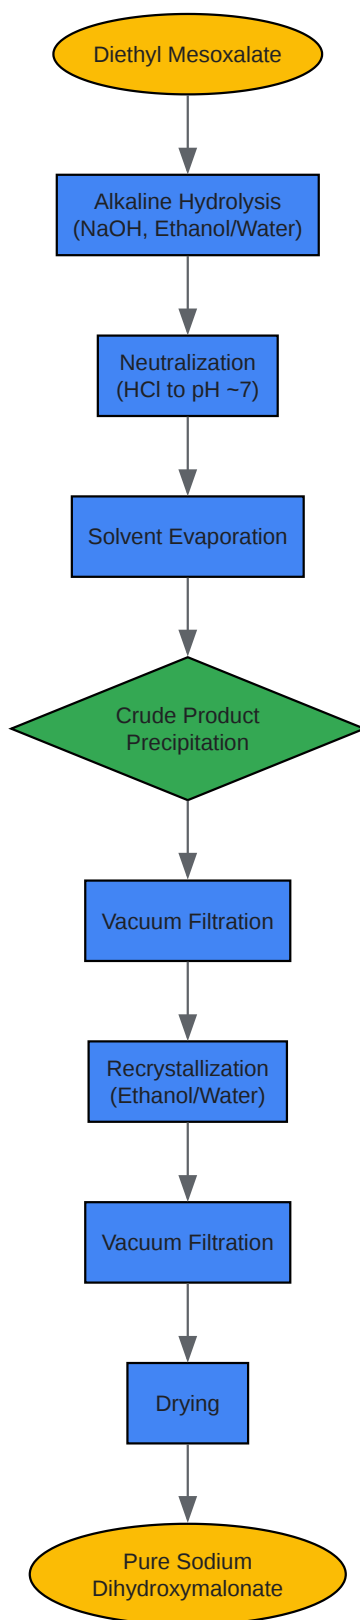 Diethyl Mesoxalate
Alkaline Hydrolysis
(NaOH, Ethanol/Water)
Neutralization
(HCl to pH ~7)
Solvent Evaporation
Crude Product
Precipitation
Vacuum Filtration
Recrystallization
(Ethanol/Water)
Vacuum Filtration
Drying
Pure Sodium
Dihydroxymalonate